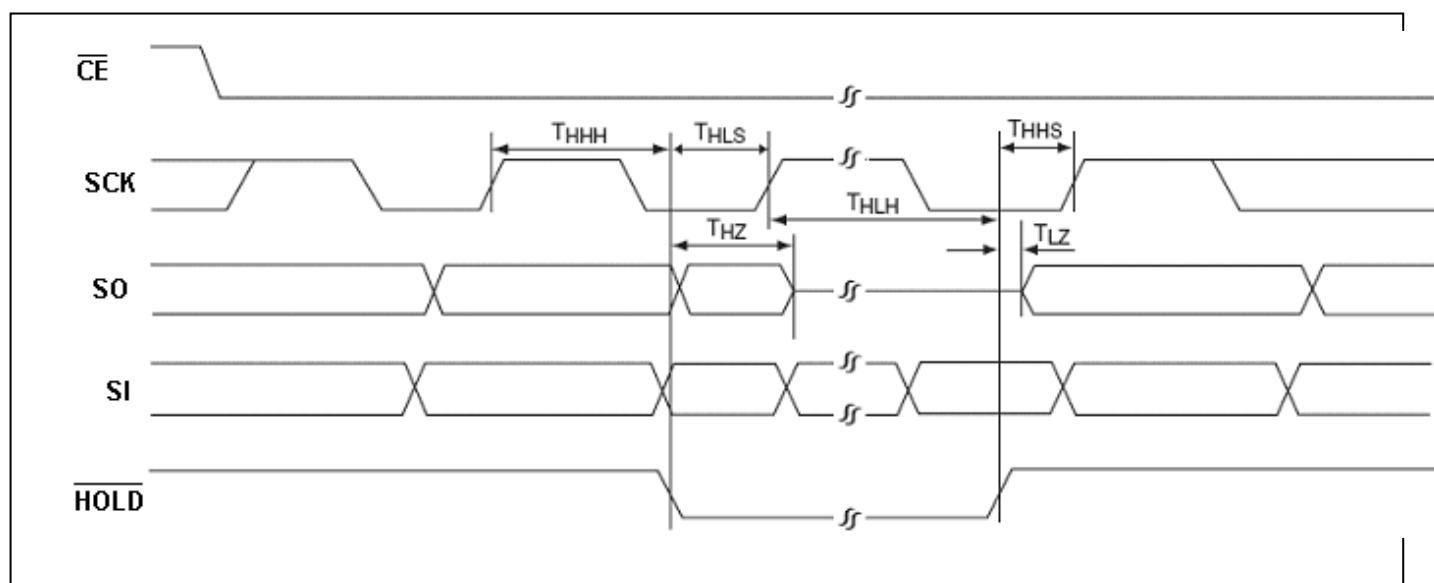 CE
THHH THLS THHS
SCK
THLH
THZ TLZ
SO
SI
HOLD